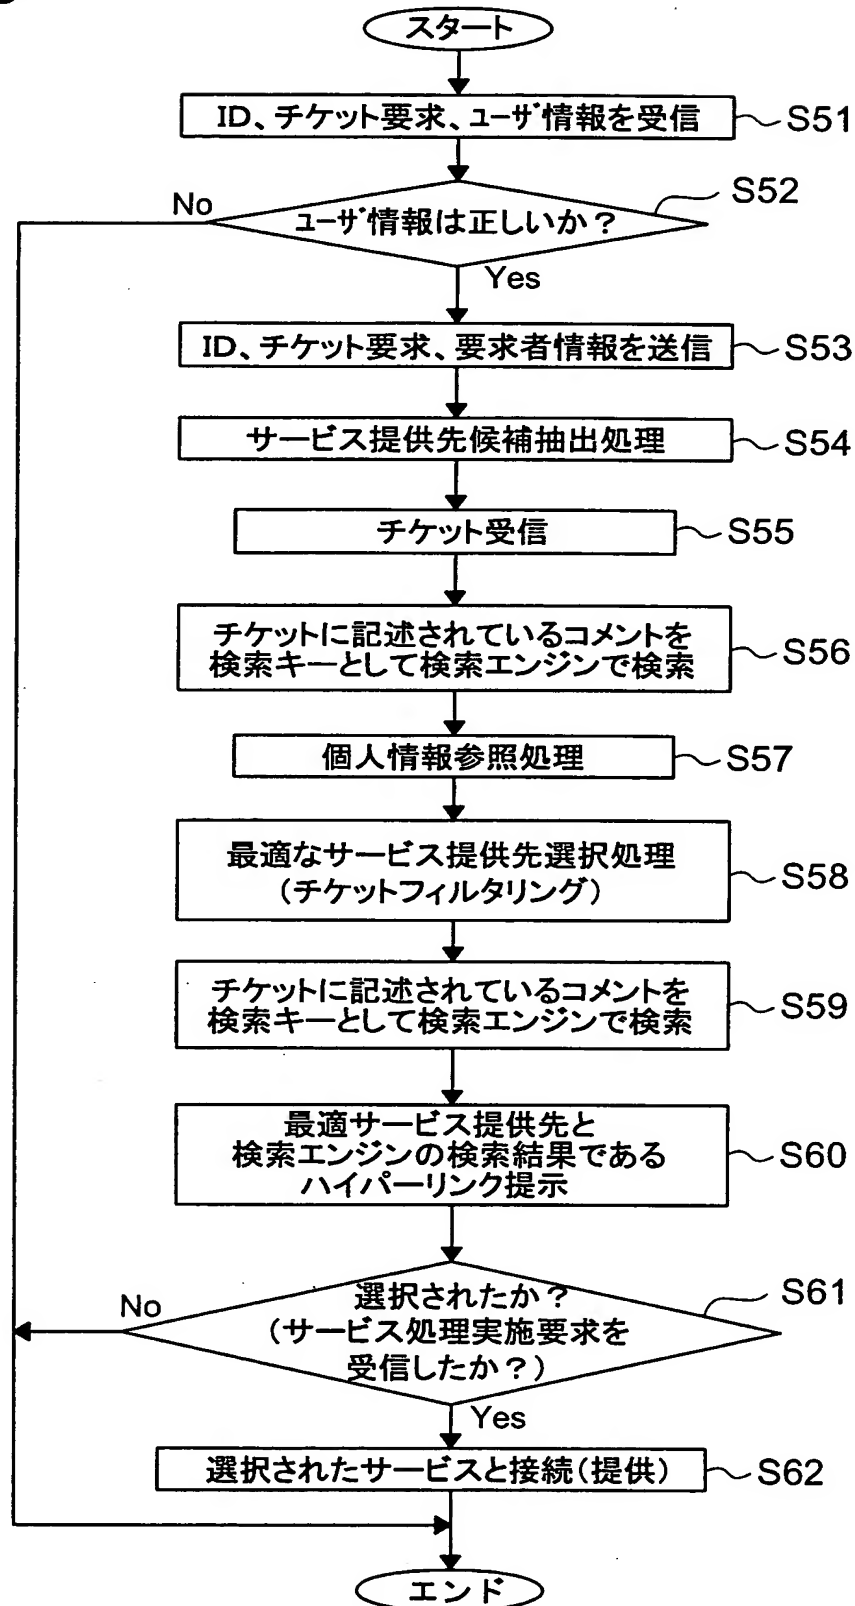 スタート
ID、チケット要求、ユーザ情報を受信
S51
S52
No
ユーザ情報は正しいか?
Yes
ID、チケット要求、要求者情報を送信
S53
サービス提供先候補抽出処理
S54
チケット受信
S55
チケットに記述されているコメントを
検索キーとして検索エンジンで検索
S56
個人情報参照処理
S57
最適なサービス提供先選択処理
(チケットフィルタリング)
S58
チケットに記述されているコメントを
検索キーとして検索エンジンで検索
S59
最適サービス提供先と
検索エンジンの検索結果である
ハイパーリンク提示
S60
S61
No
選択されたか?
(サービス処理実施要求を
受信したか?)
Yes
選択されたサービスと接続(提供)
S62
エンド